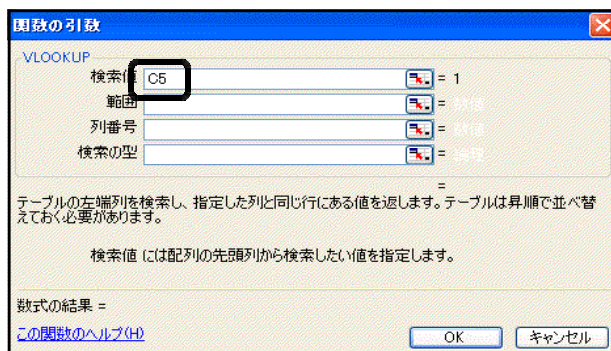 関数の引数
VLOOKUP
検索値 C5 = 1
範囲 = 数値
列番号 = 数値
検索の型 = 論理
=
テーブルの左端列を検索し、指定した列と同じ行にある値を返します。テーブルは昇順で並べ替
えておく必要があります。
検索値 には配列の先頭列から検索したい値を指定します。
数式の結果 =
この関数のヘルプ(H)
OK キャンセル